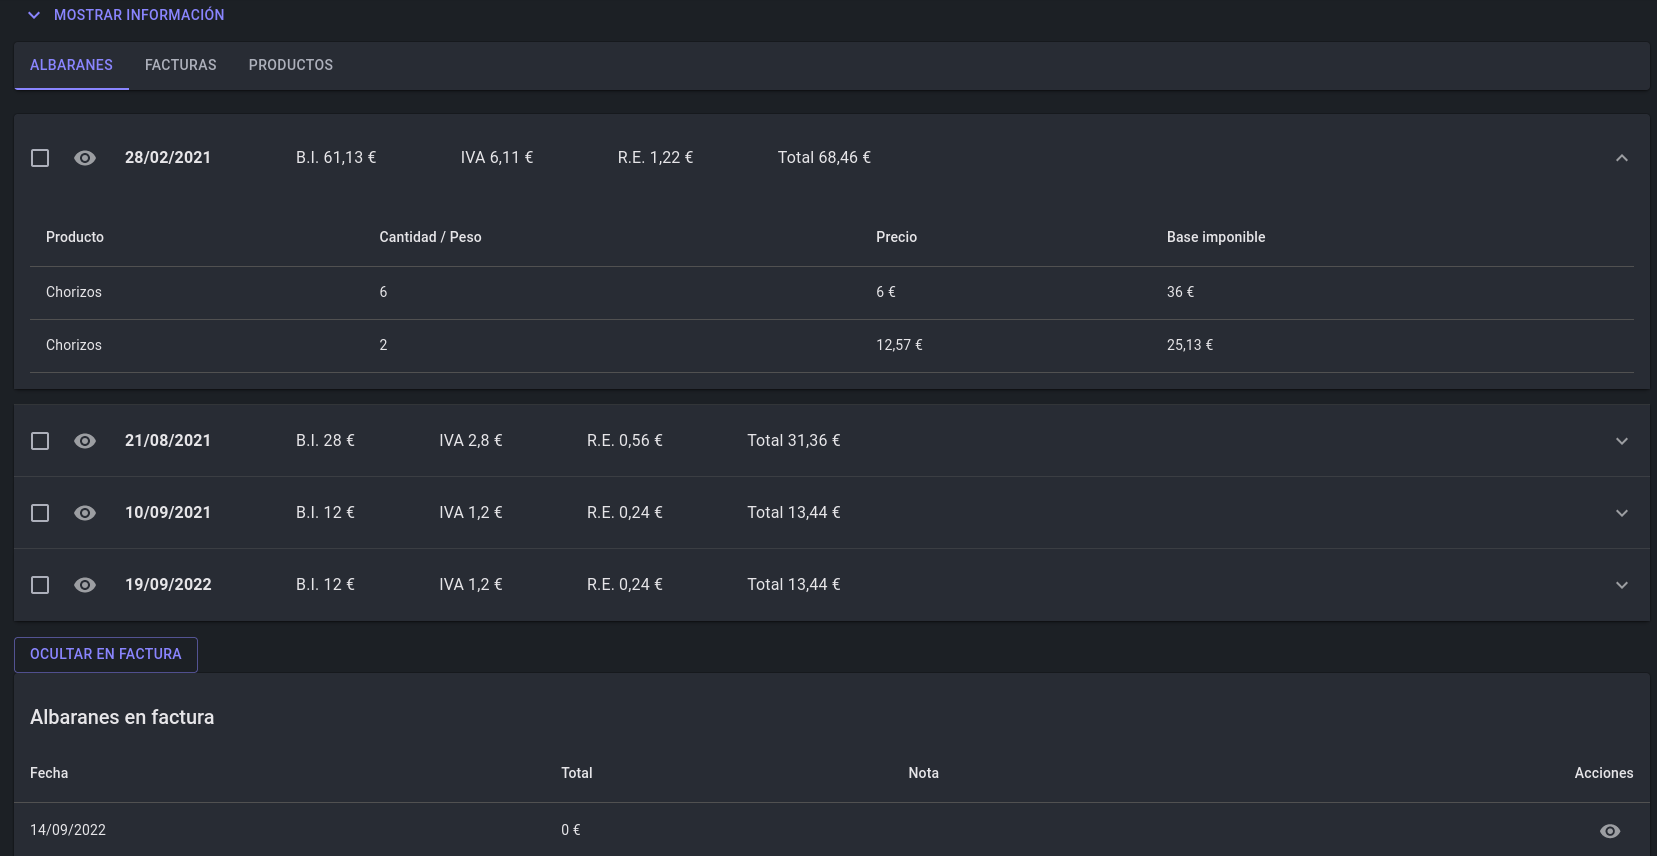 MOSTRAR INFORMACIÓN
ALBARANES FACTURAS PRODUCTOS
28/02/2021 B.I. 61,13 € IVA 6,11 € R.E. 1,22 € Total 68,46 €
Producto Cantidad / Peso Precio Base imponible
Chorizos 6 6 € 36 €
Chorizos 2 12,57 € 25,13 €
21/08/2021 B.I. 28 € IVA 2,8 € R.E. 0,56 € Total 31,36 €
10/09/2021 B.I. 12 € IVA 1,2 € R.E. 0,24 € Total 13,44 €
19/09/2022 B.I. 12 € IVA 1,2 € R.E. 0,24 € Total 13,44 €
OCULTAR EN FACTURA
Albaranes en factura
Fecha Total Nota Acciones
14/09/2022 0 €